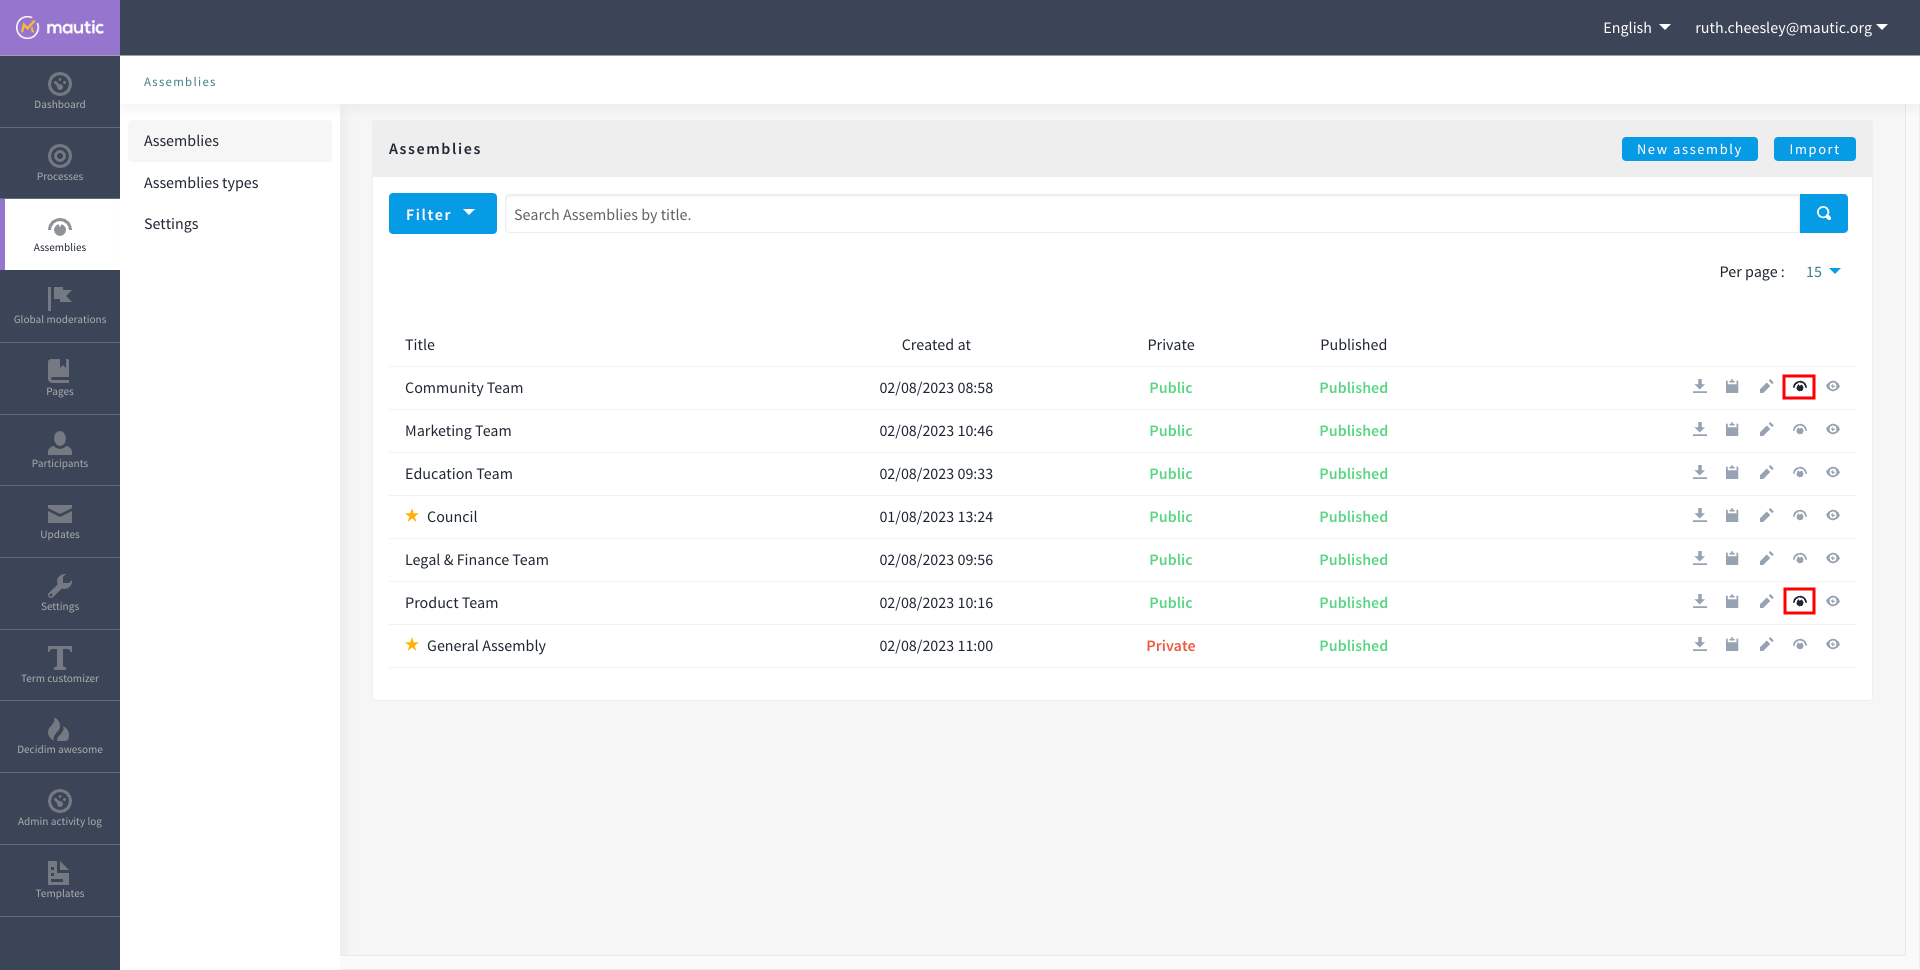 mautic
English
ruth.cheesley@mautic.org
Dashboard
Processes
Assemblies
Global moderations
Pages
Participants
Updates
Settings
Term customizer
Decidim awesome
Admin activity log
Templates
Assemblies
Assemblies
Assemblies types
Settings
Assemblies
New assembly
Import
Filter
Search Assemblies by title.
Per page : 15
Title Created at Private Published
Community Team 02/08/2023 08:58 Public Published
Marketing Team 02/08/2023 10:46 Public Published
Education Team 02/08/2023 09:33 Public Published
Council 01/08/2023 13:24 Public Published
Legal & Finance Team 02/08/2023 09:56 Public Published
Product Team 02/08/2023 10:16 Public Published
General Assembly 02/08/2023 11:00 Private Published